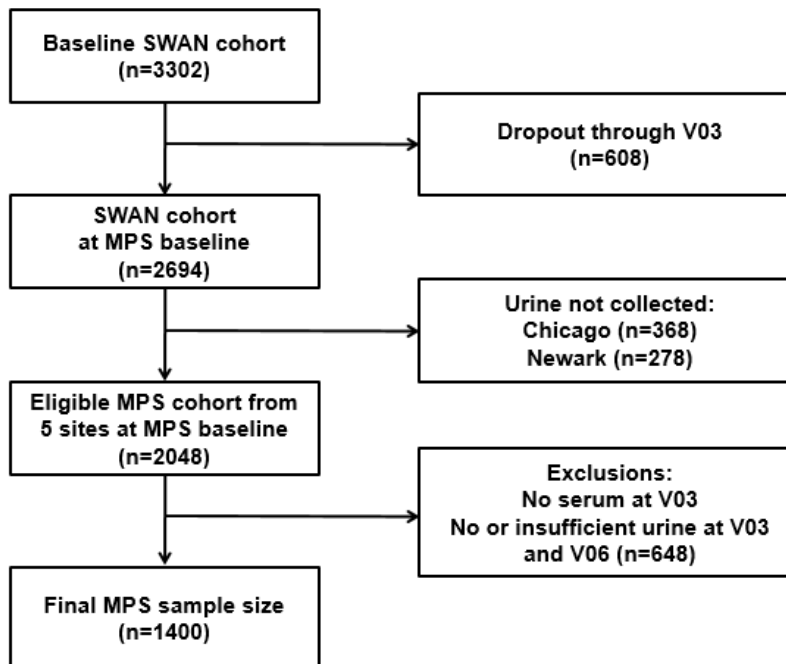 Baseline SWAN cohort
(n=3302)
Dropout through V03
(n=608)
SWAN cohort
at MPS baseline
(n=2694)
Urine not collected:
Chicago (n=368)
Newark (n=278)
Eligible MPS cohort from
5 sites at MPS baseline
(n=2048)
Exclusions:
No serum at V03
No or insufficient urine at V03
and V06 (n=648)
Final MPS sample size
(n=1400)